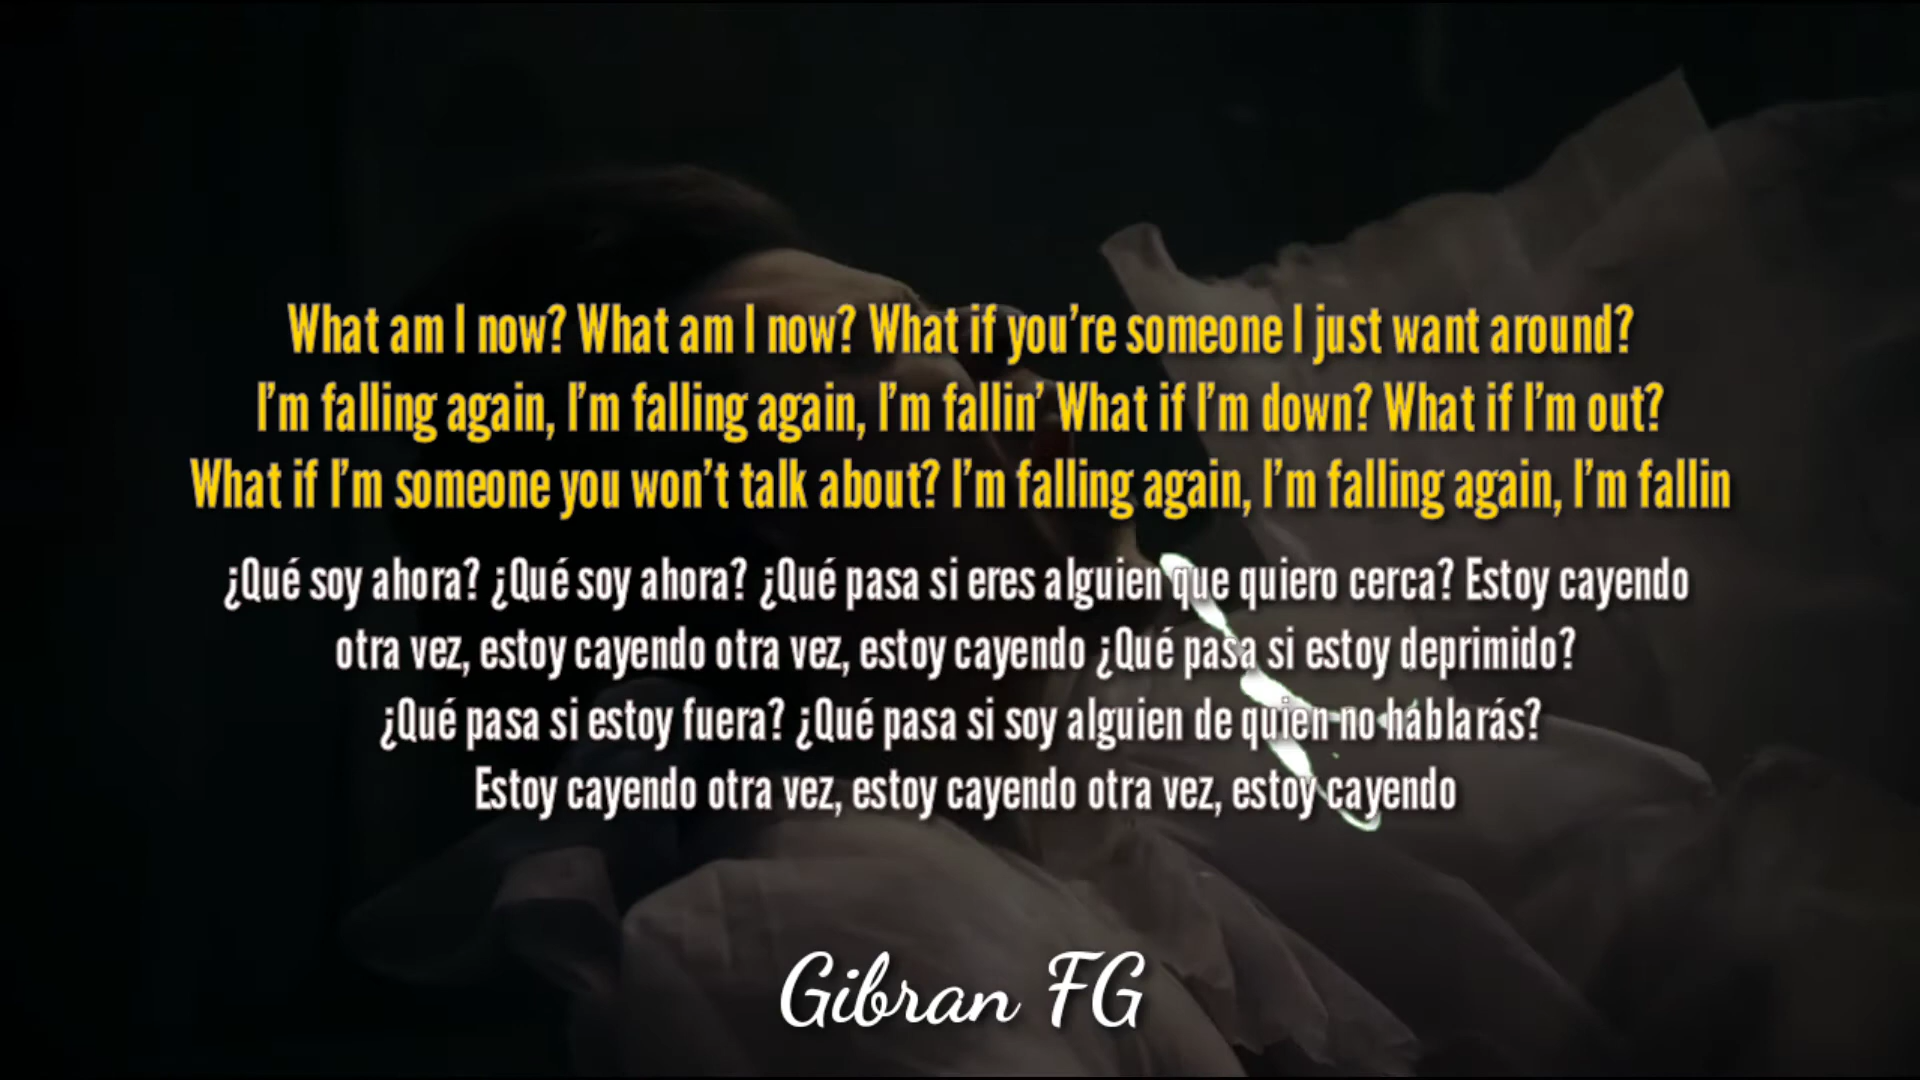 What am I now? What am I now? What if you're someone I just want around?
I'm falling again, I'm falling again, I'm fallin' What if I'm down? What if I'm out?
What if I'm someone you won't talk about? I'm falling again, I'm falling again, I'm fallin
¿Qué soy ahora? ¿Qué soy ahora? ¿Qué pasa si eres alguien que quiero cerca? Estoy cayendo
otra vez, estoy cayendo otra vez, estoy cayendo ¿Qué pasa si estoy deprimido?
¿Qué pasa si estoy fuera? ¿Qué pasa si soy alguien de quien no hablarás?
Estoy cayendo otra vez, estoy cayendo otra vez, estoy cayendo
Gibran FG